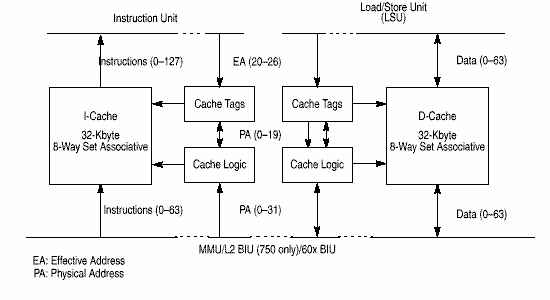 Instruction Unit
Load/Store Unit
(LSU)
Instructions (0–127)
EA (20–26)
Data (0–63)
I-Cache
32-Kbyte
8-Way Set Associative
Cache Tags
Cache Tags
D-Cache
32-Kbyte
8-Way Set Associative
PA (0–19)
Cache Logic
Cache Logic
Instructions (0–63)
PA (0–31)
Data (0–63)
MMU/L2 BIU (750 only)/60x BIU
EA: Effective Address
PA: Physical Address